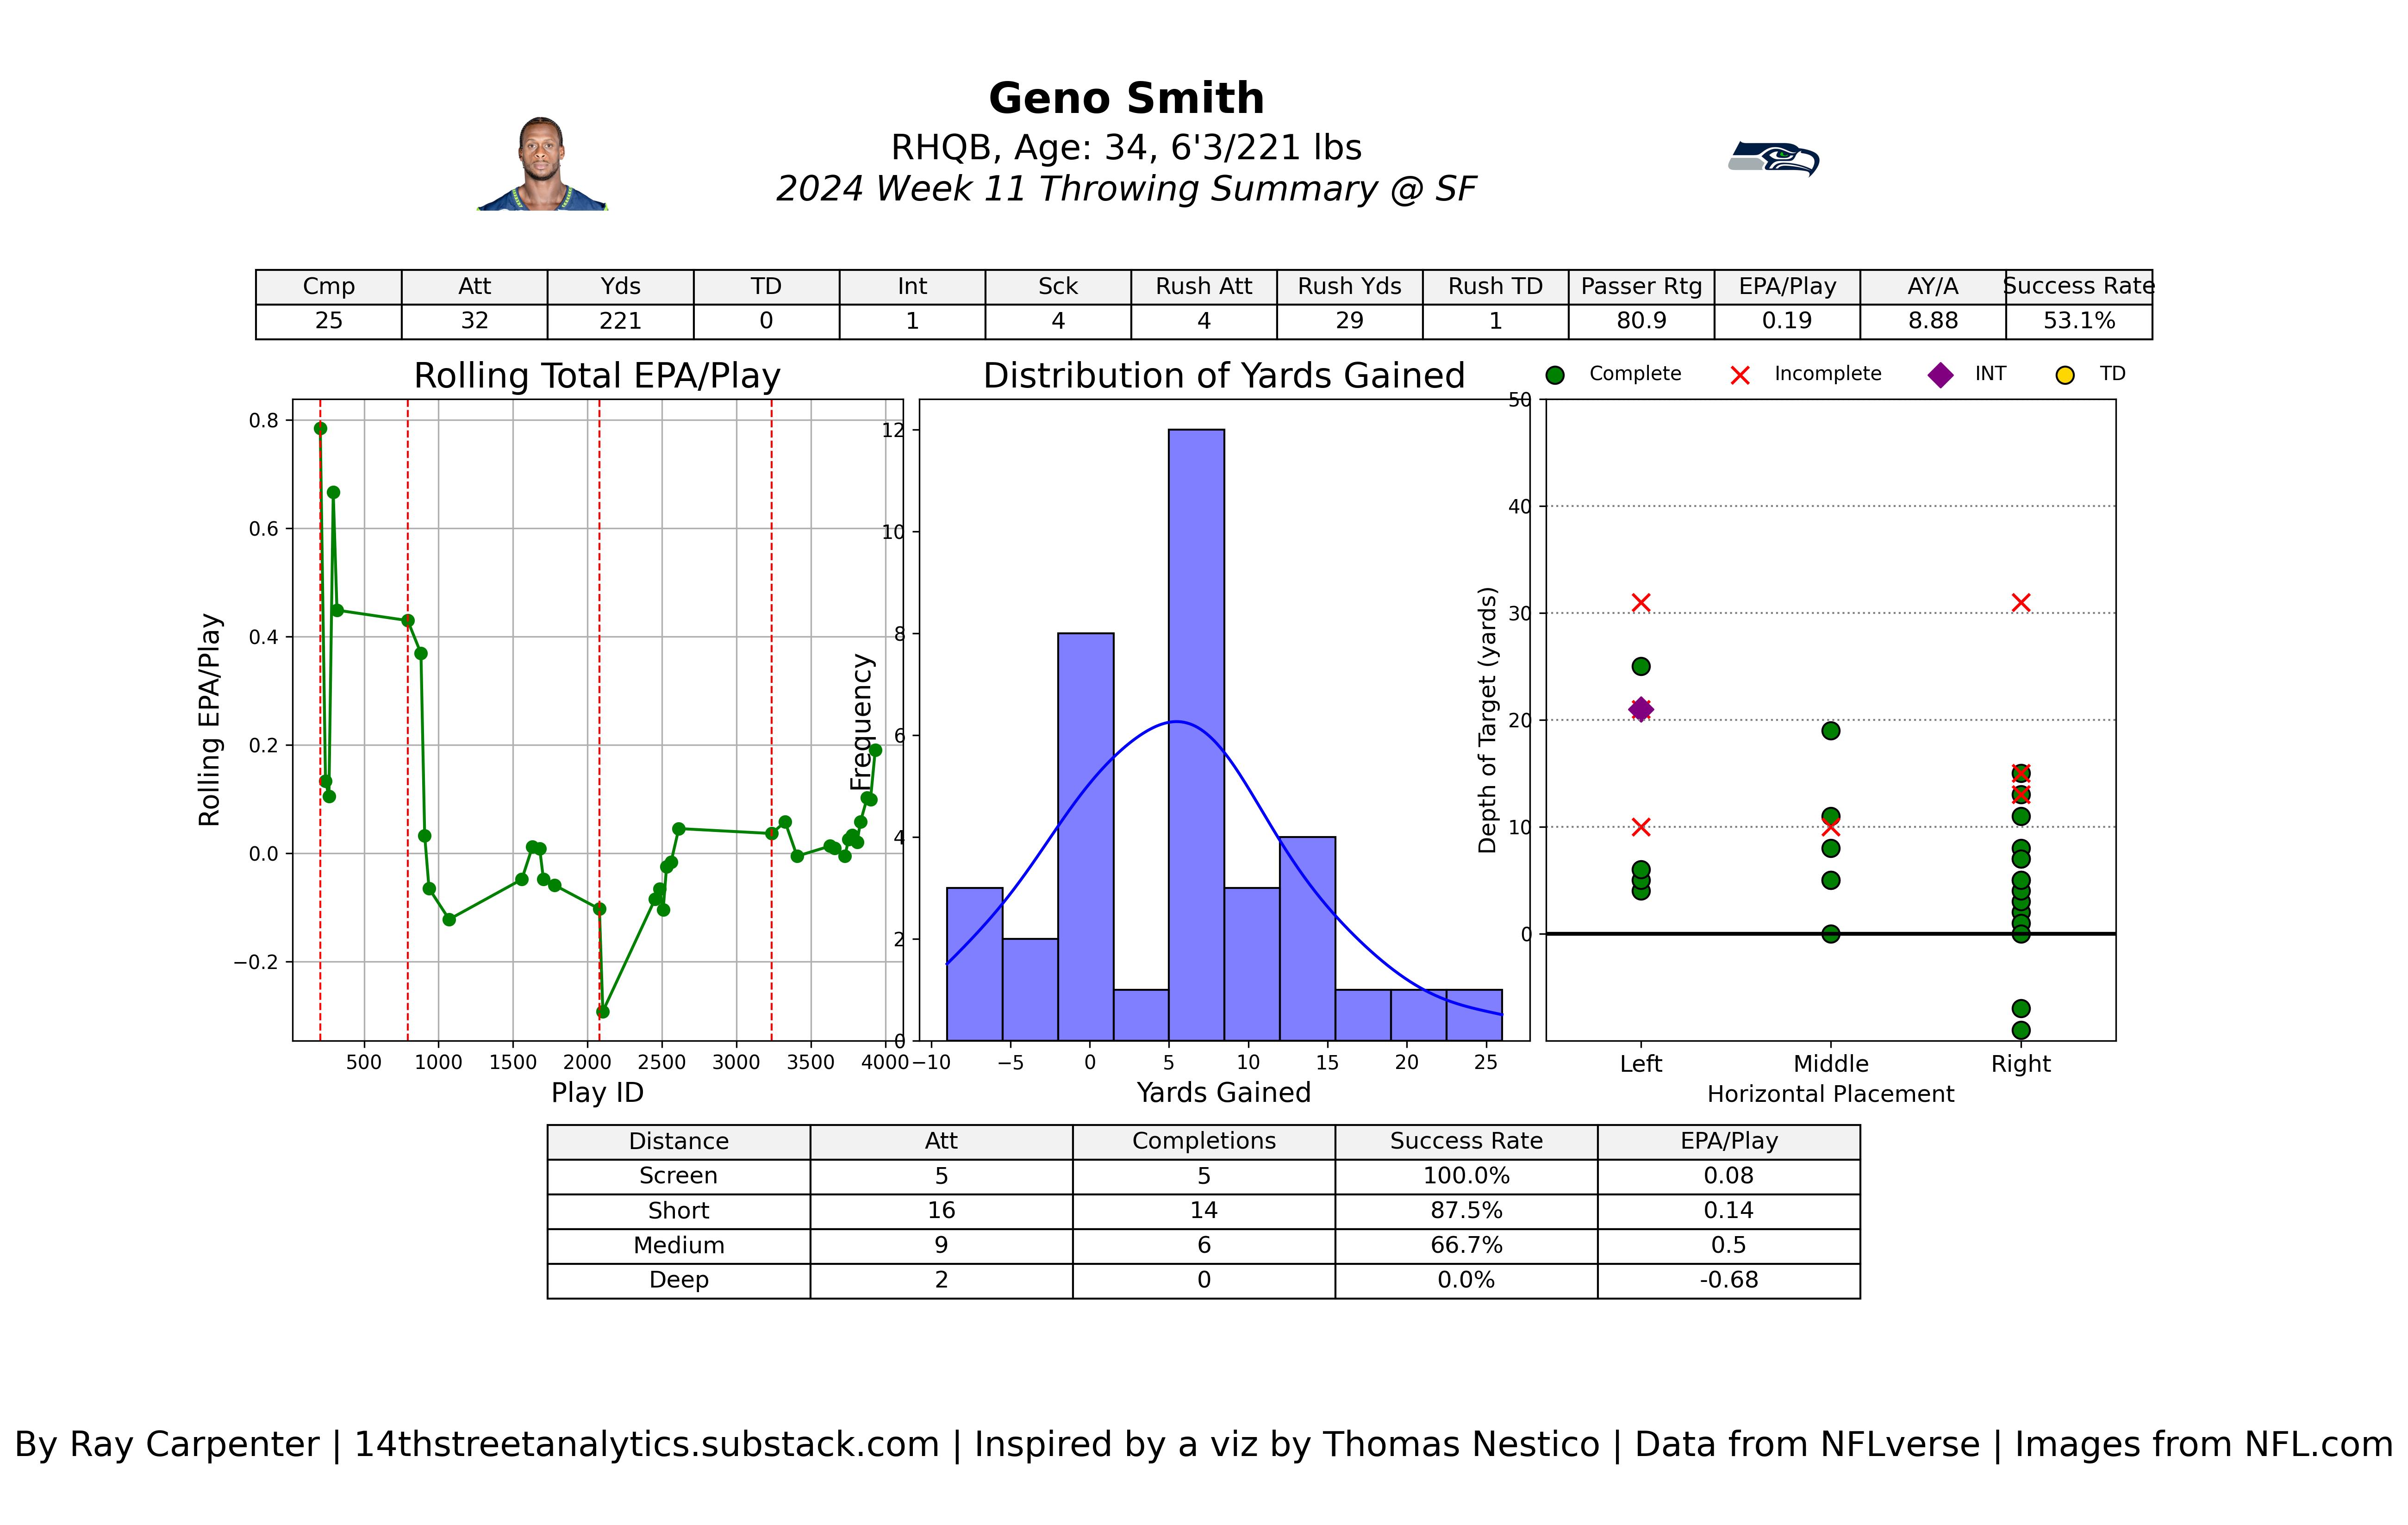 Geno Smith
RHQB, Age: 34, 6'3/221 lbs
2024 Week 11 Throwing Summary @ SF
Cmp Att Yds TD Int Sck Rush Att Rush Yds Rush TD Passer Rtg EPA/Play AY/A Success Rate
25 32 221 0 1 4 4 29 1 80.9 0.19 8.88 53.1%
Rolling Total EPA/Play
0.8
0.6
0.4
0.2
0.0
−0.2
Rolling EPA/Play
500 1000 1500 2000 2500 3000 3500 4000
Play ID
Distribution of Yards Gained
12
10
8
6
4
2
0
Frequency
−10 −5 0 5 10 15 20 25
Yards Gained
Complete Incomplete INT TD
50
40
30
20
10
0
Depth of Target (yards)
Left Middle Right
Horizontal Placement
Distance Att Completions Success Rate EPA/Play
Screen 5 5 100.0% 0.08
Short 16 14 87.5% 0.14
Medium 9 6 66.7% 0.5
Deep 2 0 0.0% -0.68
By Ray Carpenter | 14thstreetanalytics.substack.com | Inspired by a viz by Thomas Nestico | Data from NFLverse | Images from NFL.com